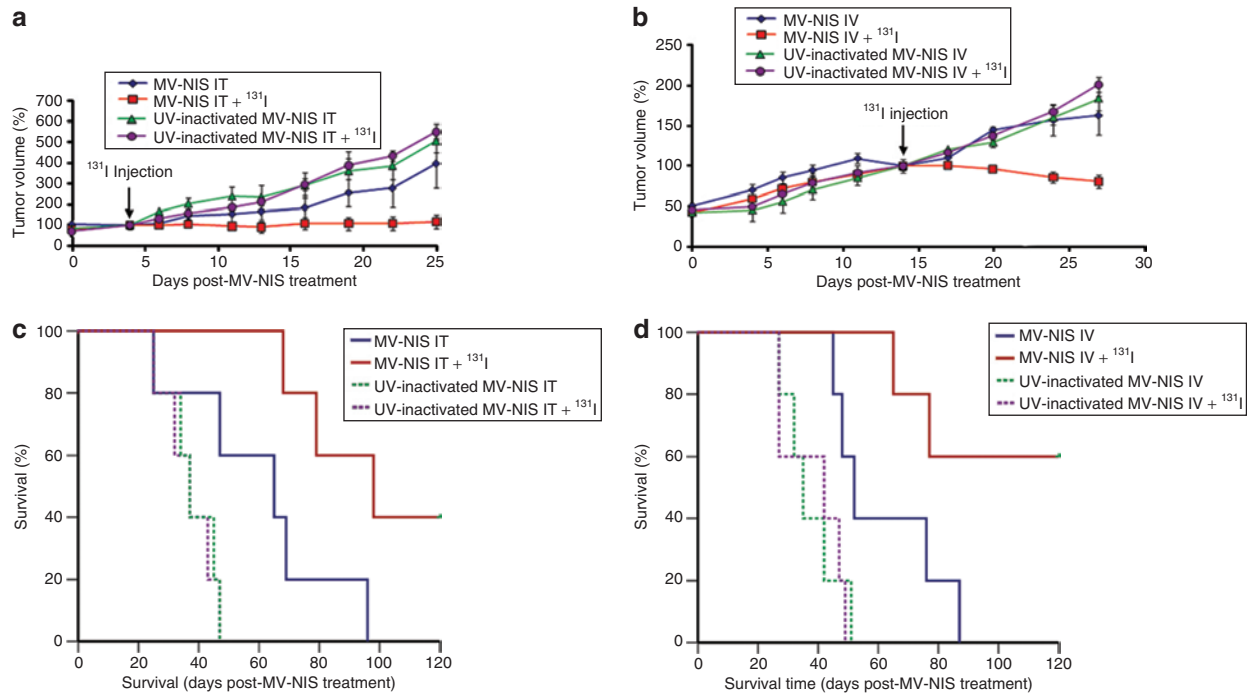 a
MV-NIS IT
MV-NIS IT + ¹³¹I
UV-inactivated MV-NIS IT
UV-inactivated MV-NIS IT + ¹³¹I
Tumor volume (%)
700
600
500
400
300
200
100
0
¹³¹I Injection
0 5 10 15 20 25
Days post-MV-NIS treatment
b
MV-NIS IV
MV-NIS IV + ¹³¹I
UV-inactivated MV-NIS IV
UV-inactivated MV-NIS IV + ¹³¹I
Tumor volume (%)
250
200
150
100
50
0
¹³¹I injection
0 5 10 15 20 25 30
Days post-MV-NIS treatment
c
MV-NIS IT
MV-NIS IT + ¹³¹I
UV-inactivated MV-NIS IT
UV-inactivated MV-NIS IT + ¹³¹I
Survival (%)
100
80
60
40
20
0
0 20 40 60 80 100 120
Survival (days post-MV-NIS treatment)
d
MV-NIS IV
MV-NIS IV + ¹³¹I
UV-inactivated MV-NIS IV
UV-inactivated MV-NIS IV + ¹³¹I
Survival (%)
100
80
60
40
20
0
0 20 40 60 80 100 120
Survival time (days post-MV-NIS treatment)